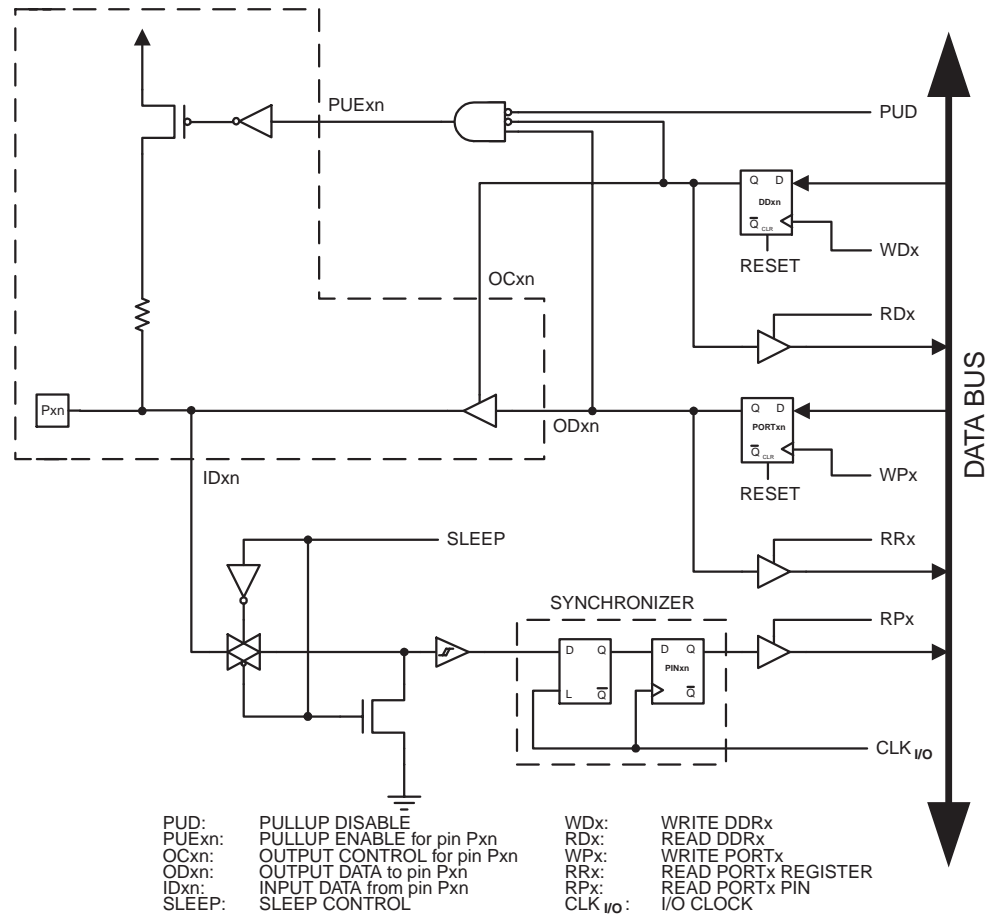 PUExn
PUD
Q D
DDxn
Q CLR
WDx
RESET
OCxn
RDx
DATA BUS
Pxn
ODxn
Q D
PORTxn
Q CLR
WPx
RESET
IDxn
SLEEP
RRx
SYNCHRONIZER
RPx
D Q
L Q
D Q
PINxn
Q
CLK I/O
PUD: PULLUP DISABLE
PUExn: PULLUP ENABLE for pin Pxn
OCxn: OUTPUT CONTROL for pin Pxn
ODxn: OUTPUT DATA to pin Pxn
IDxn: INPUT DATA from pin Pxn
SLEEP: SLEEP CONTROL
WDx: WRITE DDRx
RDx: READ DDRx
WPx: WRITE PORTx
RRx: READ PORTx REGISTER
RPx: READ PORTx PIN
CLK I/O: I/O CLOCK